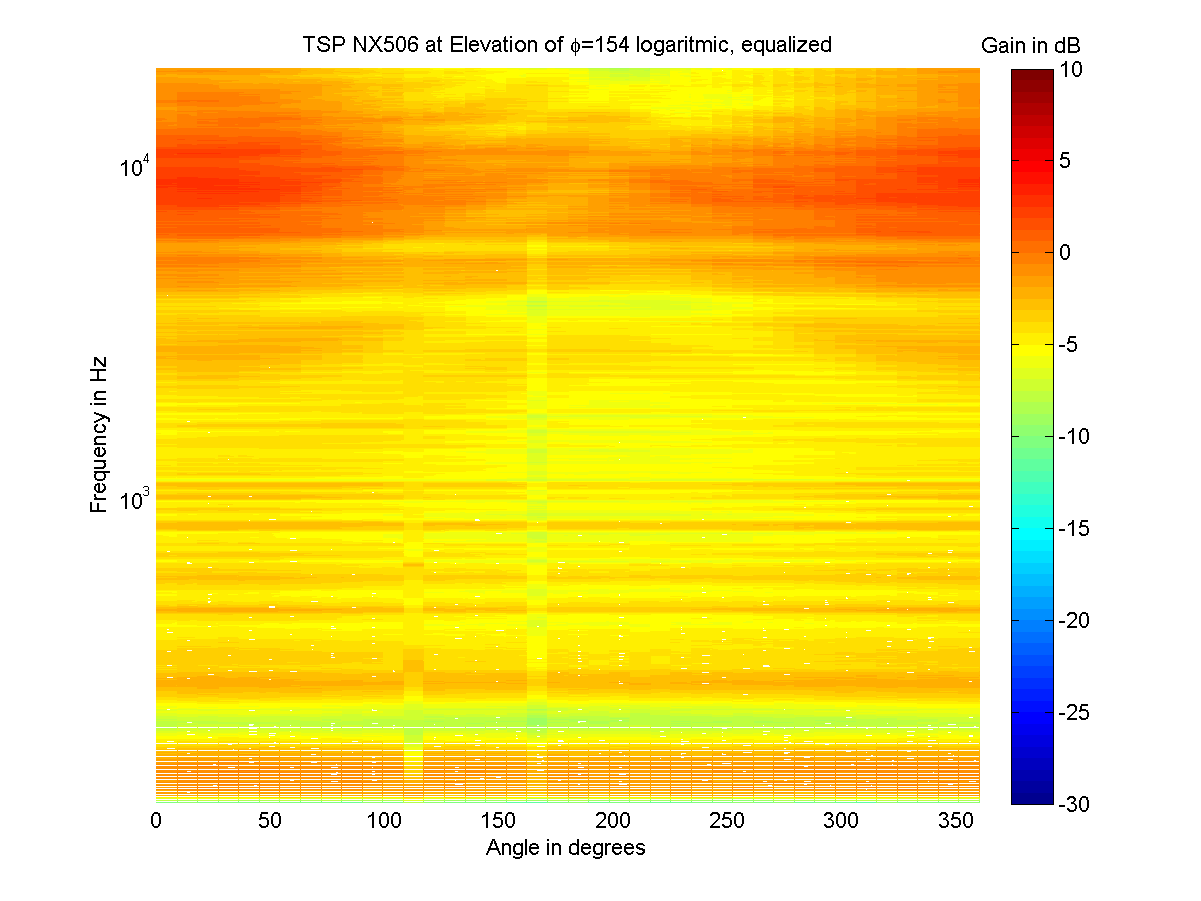 TSP NX506 at Elevation of ϕ=154 logaritmic, equalized
Gain in dB
10
5
0
-5
-10
-15
-20
-25
-30
10^4
10^3
Frequency in Hz
0 50 100 150 200 250 300 350
Angle in degrees